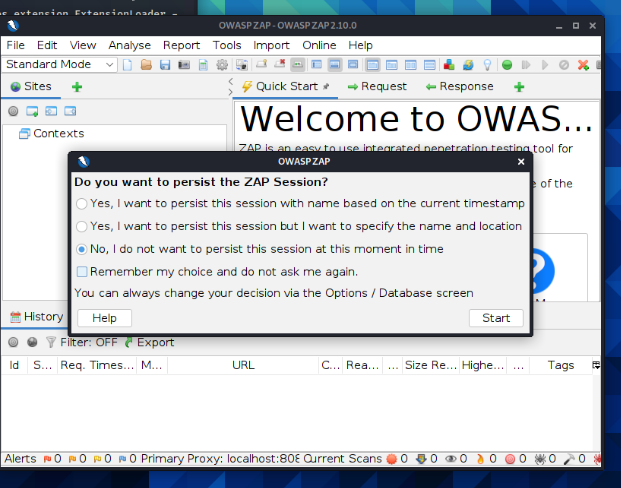 OWASP ZAP - OWASP ZAP 2.10.0
File Edit View Analyse Report Tools Import Online Help
Standard Mode
Sites
Quick Start Request Response
Contexts
Welcome to OWAS...
ZAP is an easy to use integrated penetration testing tool for
e of the
OWASP ZAP
Do you want to persist the ZAP Session?
Yes, I want to persist this session with name based on the current timestamp
Yes, I want to persist this session but I want to specify the name and location
No, I do not want to persist this session at this moment in time
Remember my choice and do not ask me again.
You can always change your decision via the Options / Database screen
Help Start
History
Filter: OFF Export
Id S... Req. Times... M... URL C... Rea... ... Size Re... Highe... ... Tags
Alerts 0 0 0 0 Primary Proxy: localhost:808 Current Scans 0 0 0 0 0 0 0